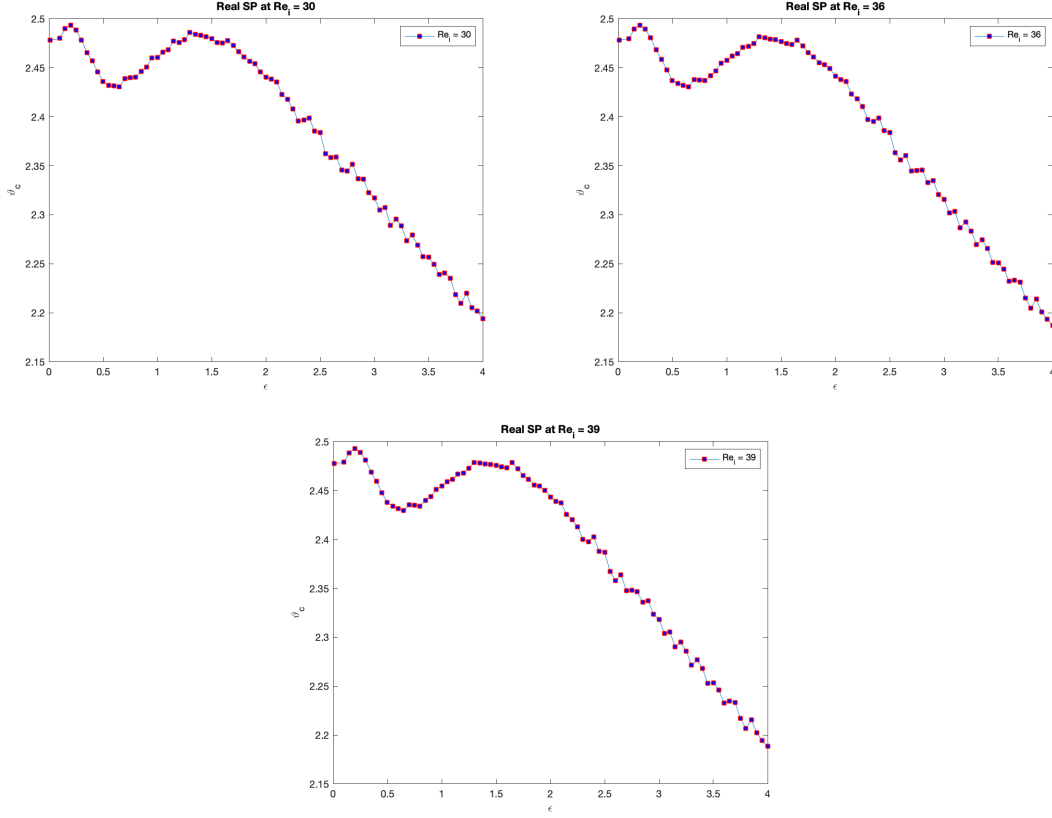 Real SP at Re_i = 30
Re_i = 30
2.5
2.45
2.4
2.35
2.3
2.25
2.2
2.15
ϑ_c
0 0.5 1 1.5 2 2.5 3 3.5 4
ϵ
Real SP at Re_i = 36
Re_i = 36
2.5
2.45
2.4
2.35
2.3
2.25
2.2
2.15
ϑ_c
0 0.5 1 1.5 2 2.5 3 3.5 4
ϵ
Real SP at Re_i = 39
Re_i = 39
2.5
2.45
2.4
2.35
2.3
2.25
2.2
2.15
ϑ_c
0 0.5 1 1.5 2 2.5 3 3.5 4
ϵ